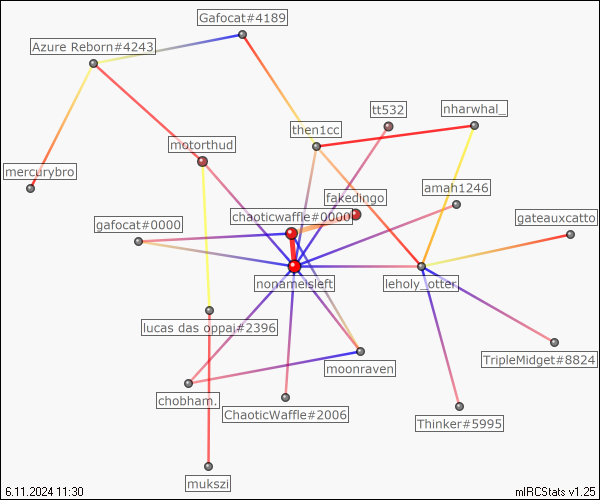 Gafocat#4189
Azure Reborn#4243
tt532
nharwhal_
then1cc
motorthud
mercurybro
amah1246
fakedingo
chaoticwaffle#0000
gafocat#0000
gateauxcatto
nonameisleft
leholy_otter
lucas das oppai#2396
moonraven
TripleMidget#8824
chobham.
ChaoticWaffle#2006
Thinker#5995
mukszi
6.11.2024 11:30
mIRCStats v1.25